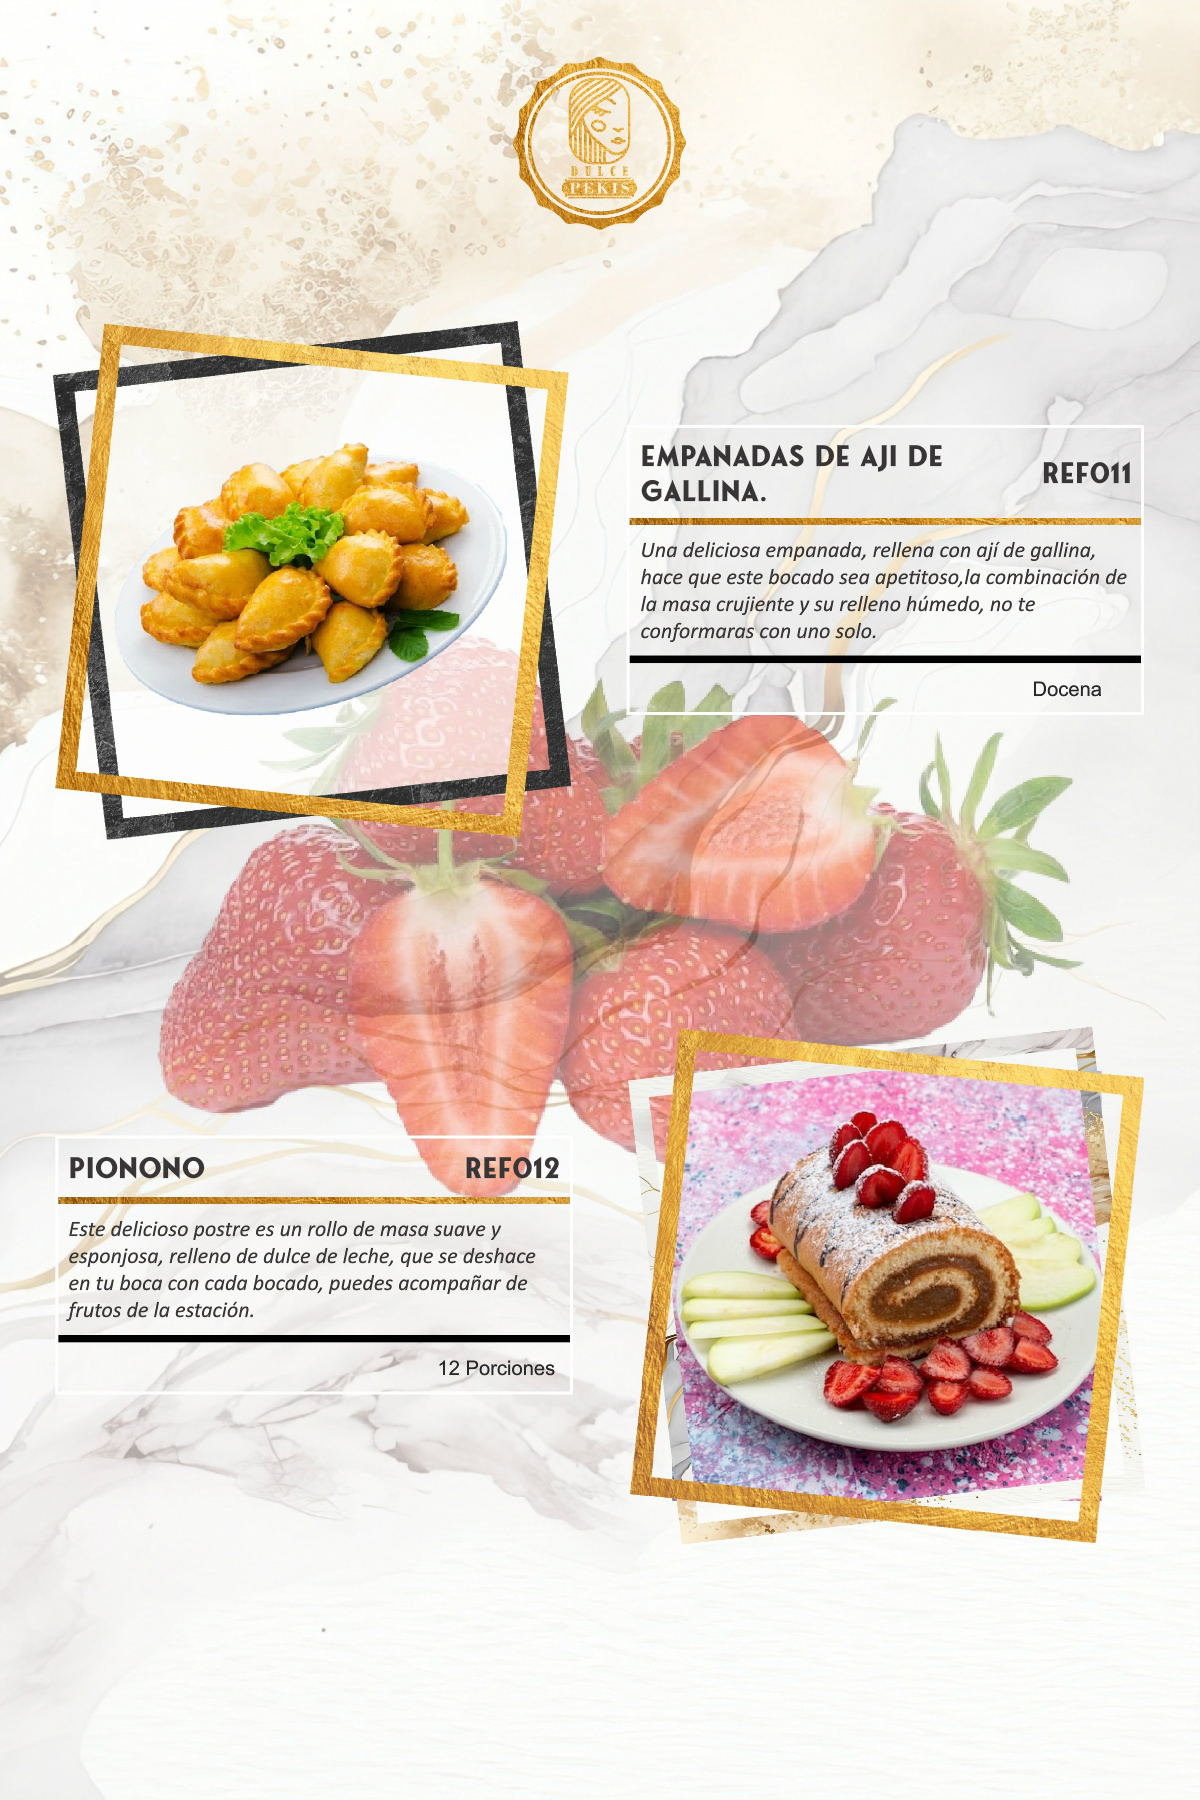 DULCE
PEKIS
EMPANADAS DE AJI DE
GALLINA.
REF011
Una deliciosa empanada, rellena con ají de gallina,
hace que este bocado sea apetitoso,la combinación de
la masa crujiente y su relleno húmedo, no te
conformaras con uno solo.
Docena
PIONONO
REF012
Este delicioso postre es un rollo de masa suave y
esponjosa, relleno de dulce de leche, que se deshace
en tu boca con cada bocado, puedes acompañar de
frutos de la estación.
12 Porciones